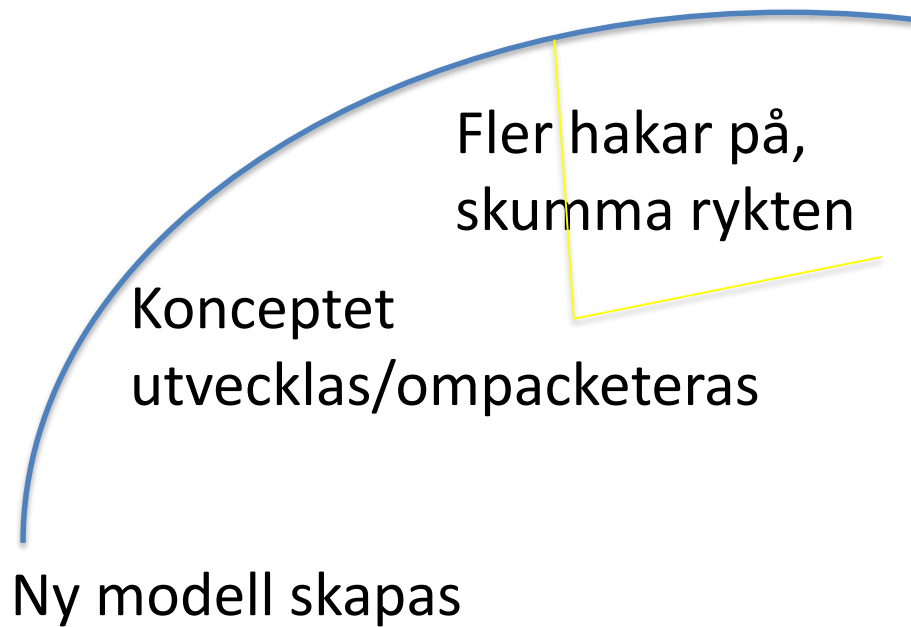 Fler hakar på,
skumma rykten
Konceptet
utvecklas/ompacketeras
Ny modell skapas